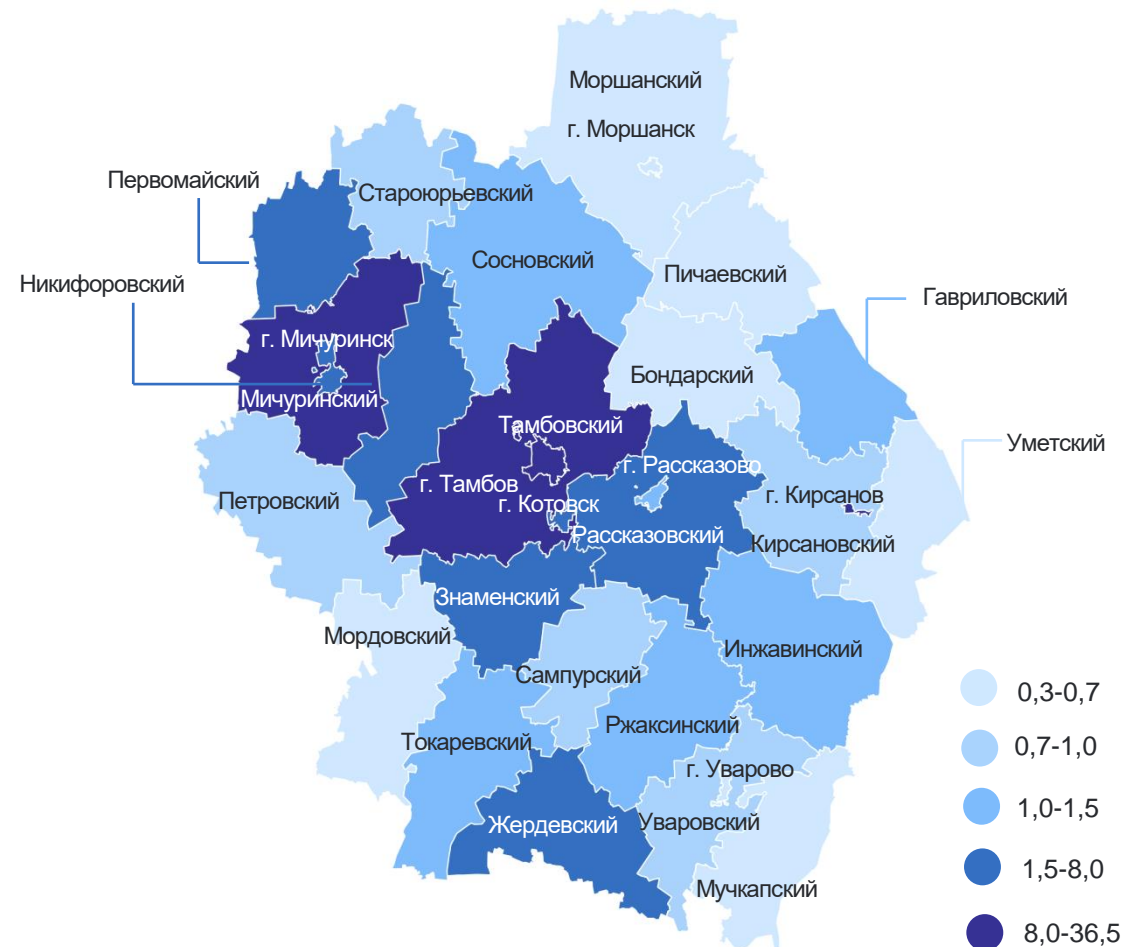 Моршанский
г. Моршанск
Первомайский
Староюрьевский
Сосновский
Пичаевский
Никифоровский
Гавриловский
г. Мичуринск
Бондарский
Мичуринский
Тамбовский
Уметский
г. Рассказово
г. Тамбов
Петровский
г. Котовск
г. Кирсанов
Рассказовский
Кирсановский
Знаменский
Мордовский
Инжавинский
Сампурский
Ржаксинский
Токаревский
г. Уварово
Жердевский
Уваровский
Мучкапский
0,3-0,7
0,7-1,0
1,0-1,5
1,5-8,0
8,0-36,5